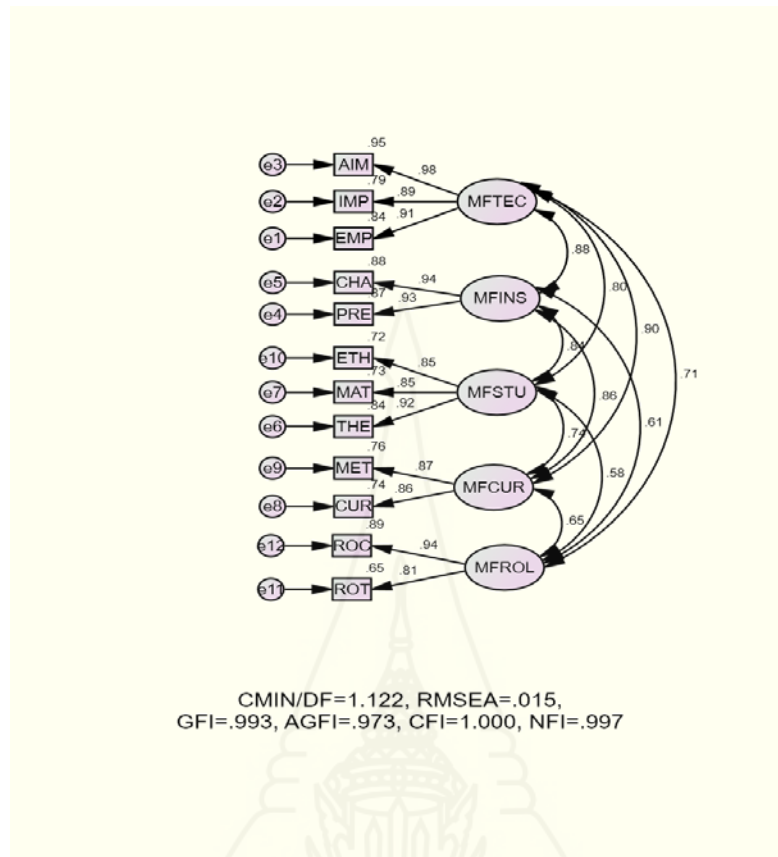 .95
e3 AIM .98
.79
e2 IMP .89 MFTEC
.84 .91
e1 EMP
.88 .88
e5 CHA .94
.87 .93 MFINS .80
e4 PRE
.90
.72
e10 ETH .85 .84
.73 .71
e7 MAT .85 MFSTU
.84 .92 .86
e6 THE .74 .61
.76
e9 MET .87 .58
.74 .86 MFCUR
e8 CUR
.89 .65
e12 ROC .94
.65 .81 MFROL
e11 ROT
CMIN/DF=1.122, RMSEA=.015,
GFI=.993, AGFI=.973, CFI=1.000, NFI=.997